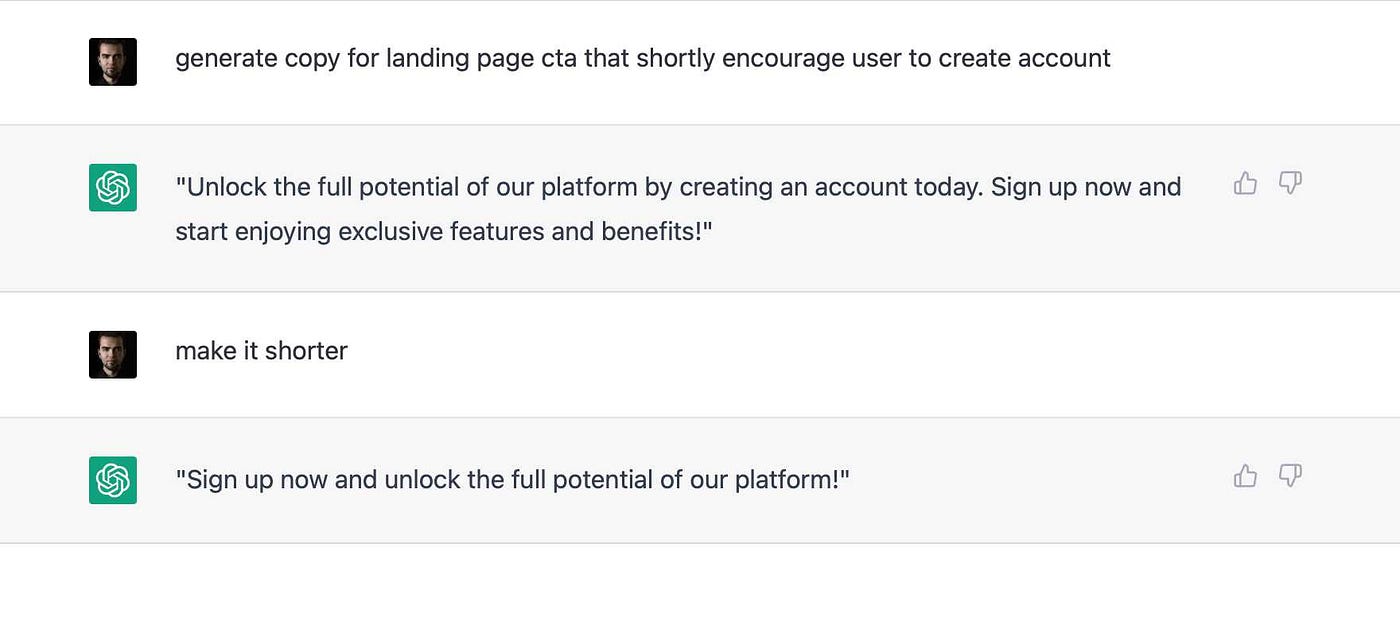 generate copy for landing page cta that shortly encourage user to create account
"Unlock the full potential of our platform by creating an account today. Sign up now and
start enjoying exclusive features and benefits!"
make it shorter
"Sign up now and unlock the full potential of our platform!"